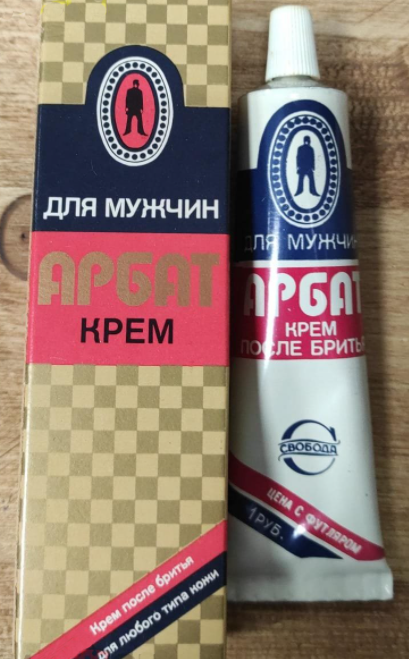 ДЛЯ МУЖЧИН
АРБАТ
КРЕМ
Крем после бритья
для любого типа кожи
ДЛЯ МУЖЧИН
АРБАТ
КРЕМ
ПОСЛЕ БРИТЬЯ
СВОБОДА
ЦЕНА С ФУТЛЯРОМ
1 РУБ.